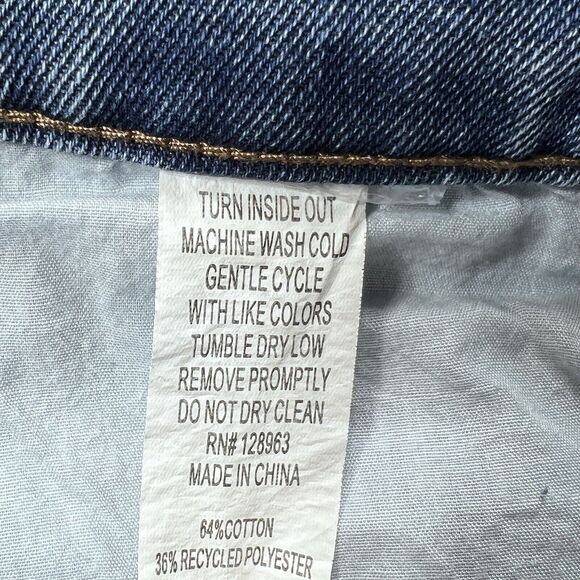 TURN INSIDE OUT
MACHINE WASH COLD
GENTLE CYCLE
WITH LIKE COLORS
TUMBLE DRY LOW
REMOVE PROMPTLY
DO NOT DRY CLEAN
RN# 128963
MADE IN CHINA
64%COTTON
36% RECYCLED POLYESTER